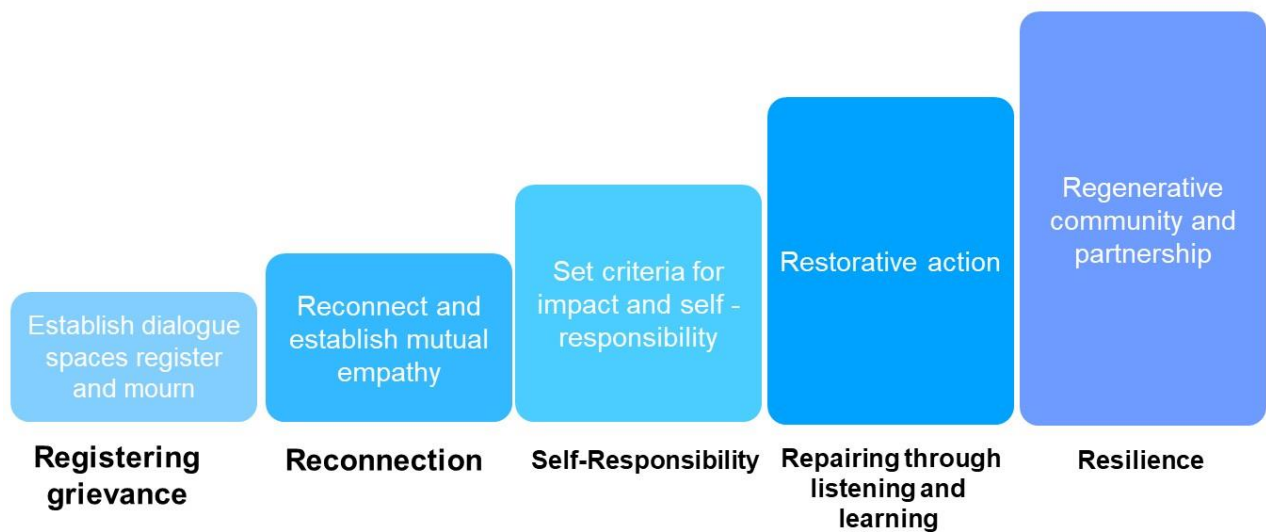 Establish dialogue
spaces register
and mourn
Reconnect and
establish mutual
empathy
Set criteria for
impact and self -
responsibility
Restorative action
Regenerative
community and
partnership
Registering
grievance
Reconnection
Self-Responsibility
Repairing through
listening and
learning
Resilience